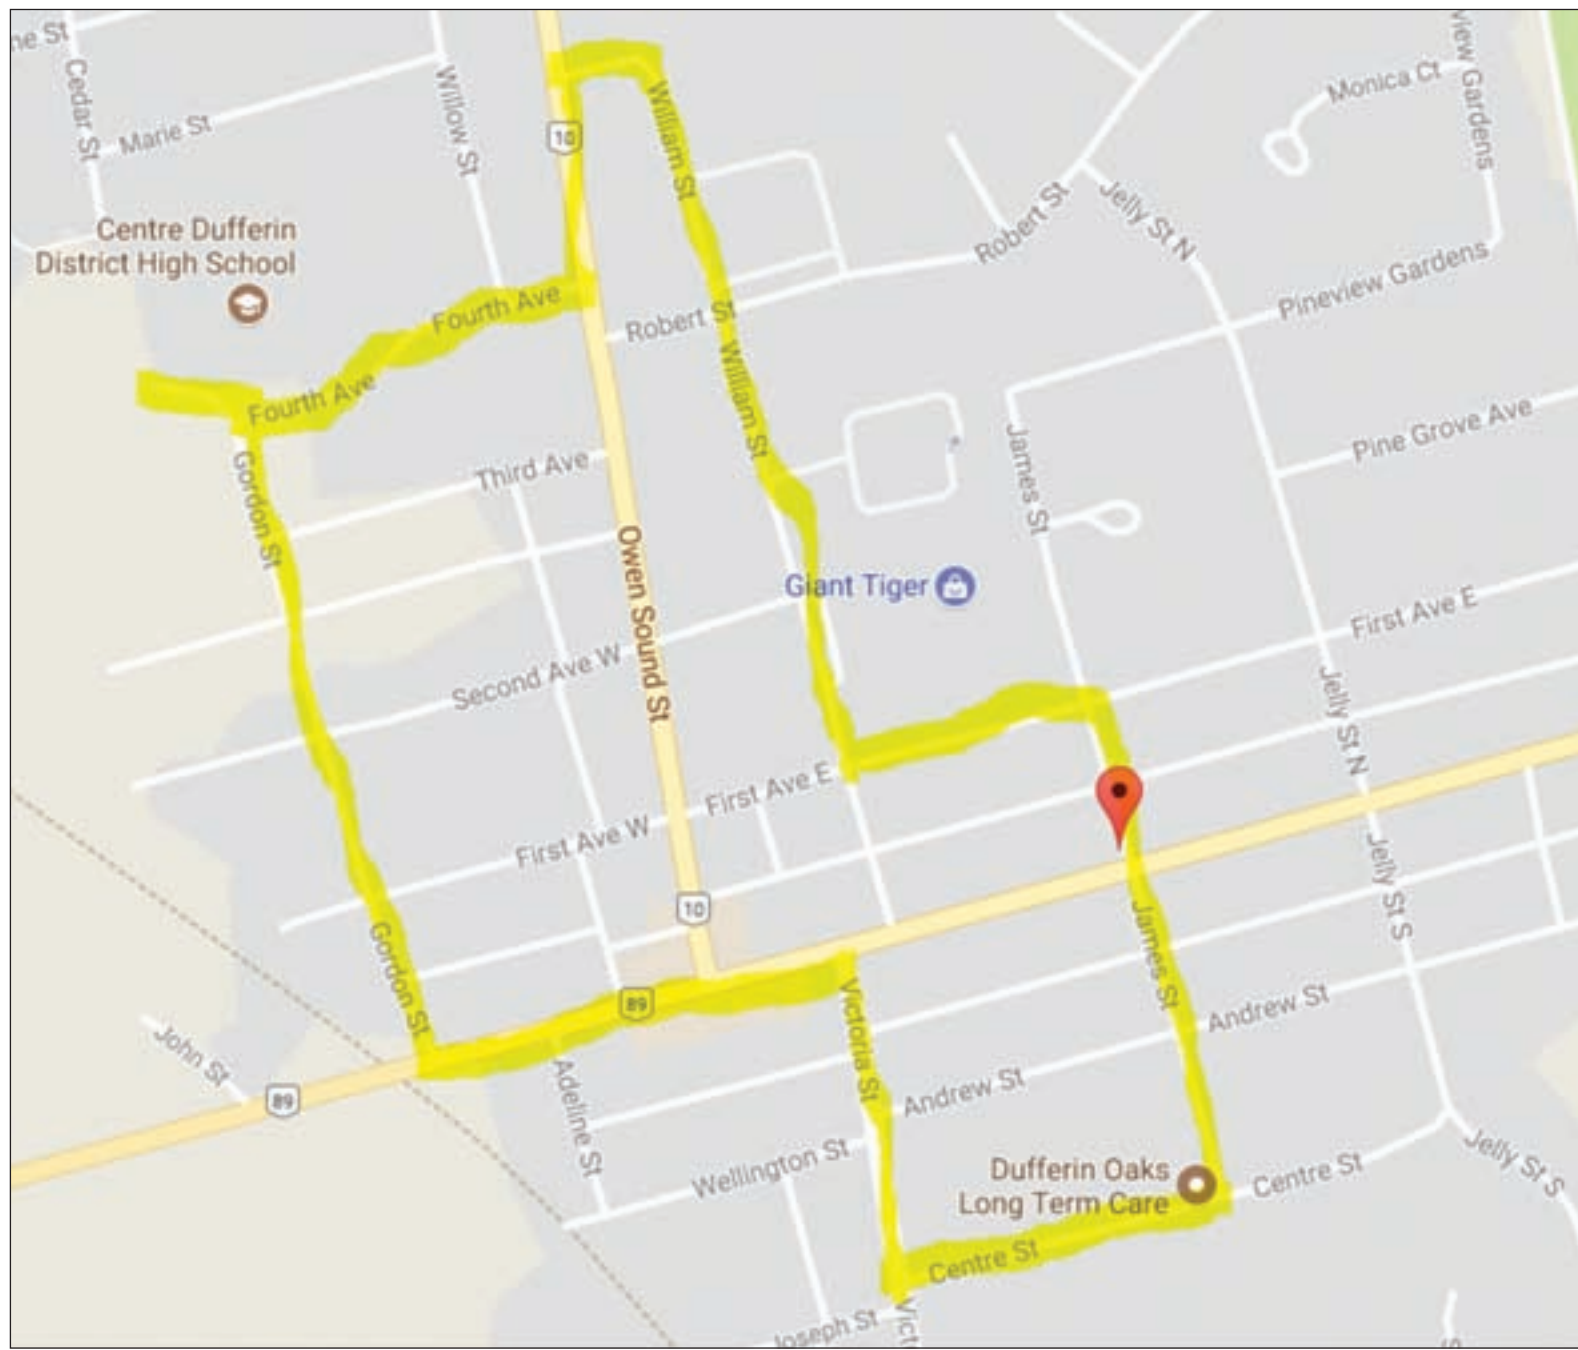 ne St
Cedar St
Marie St
Willow St
10
William St
Monica Ct
view Gardens
Centre Dufferin
District High School
Robert St
Jelly St N
Pineview Gardens
Fourth Ave
Robert St
Fourth Ave
William St
Gordon St
Third Ave
James St
Pine Grove Ave
Owen Sound St
Giant Tiger
First Ave E
Second Ave W
Jelly St N
First Ave E
First Ave W
10
Gordon St
James St
Jelly St S
89
Victoria St
Andrew St
John St
89
Adeline St
Andrew St
Wellington St
Dufferin Oaks
Long Term Care
Centre St
Jelly St S
Centre St
Joseph St
Vict